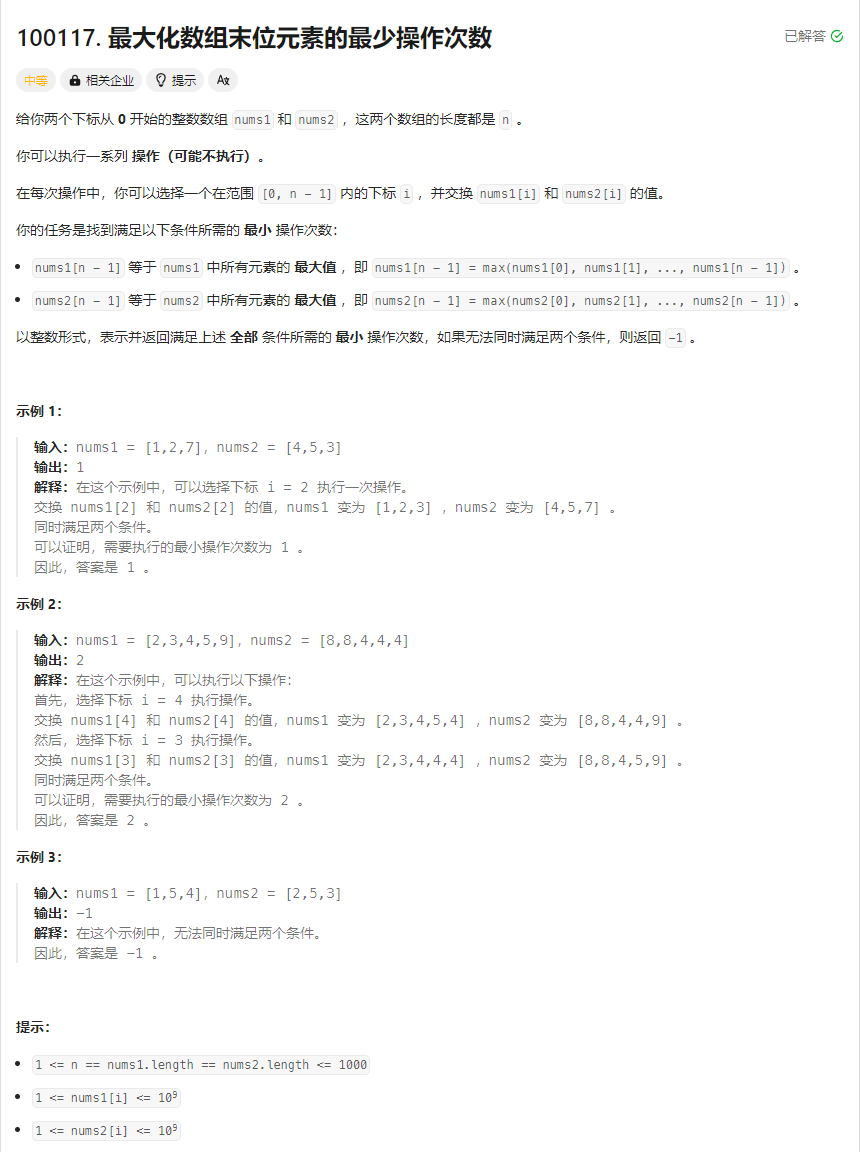 100117. 最大化数组末位元素的最少操作次数
已解答
中等 相关企业 提示 Aあ
给你两个下标从 0 开始的整数数组 nums1 和 nums2 ，这两个数组的长度都是 n 。
你可以执行一系列 操作（可能不执行）。
在每次操作中，你可以选择一个在范围 [0, n - 1] 内的下标 i ，并交换 nums1[i] 和 nums2[i] 的值。
你的任务是找到满足以下条件所需的 最小 操作次数：
• nums1[n - 1] 等于 nums1 中所有元素的 最大值 ，即 nums1[n - 1] = max(nums1[0], nums1[1], ..., nums1[n - 1]) 。
• nums2[n - 1] 等于 nums2 中所有元素的 最大值 ，即 nums2[n - 1] = max(nums2[0], nums2[1], ..., nums2[n - 1]) 。
以整数形式，表示并返回满足上述 全部 条件所需的 最小 操作次数，如果无法同时满足两个条件，则返回 -1 。
示例 1：
输入：nums1 = [1,2,7]，nums2 = [4,5,3]
输出：1
解释：在这个示例中，可以选择下标 i = 2 执行一次操作。
交换 nums1[2] 和 nums2[2] 的值，nums1 变为 [1,2,3] ，nums2 变为 [4,5,7] 。
同时满足两个条件。
可以证明，需要执行的最小操作次数为 1 。
因此，答案是 1 。
示例 2：
输入：nums1 = [2,3,4,5,9]，nums2 = [8,8,4,4,4]
输出：2
解释：在这个示例中，可以执行以下操作：
首先，选择下标 i = 4 执行操作。
交换 nums1[4] 和 nums2[4] 的值，nums1 变为 [2,3,4,5,4] ，nums2 变为 [8,8,4,4,9] 。
然后，选择下标 i = 3 执行操作。
交换 nums1[3] 和 nums2[3] 的值，nums1 变为 [2,3,4,4,4] ，nums2 变为 [8,8,4,5,9] 。
同时满足两个条件。
可以证明，需要执行的最小操作次数为 2 。
因此，答案是 2 。
示例 3：
输入：nums1 = [1,5,4]，nums2 = [2,5,3]
输出：-1
解释：在这个示例中，无法同时满足两个条件。
因此，答案是 -1 。
提示：
• 1 <= n == nums1.length == nums2.length <= 1000
• 1 <= nums1[i] <= 10⁹
• 1 <= nums2[i] <= 10⁹